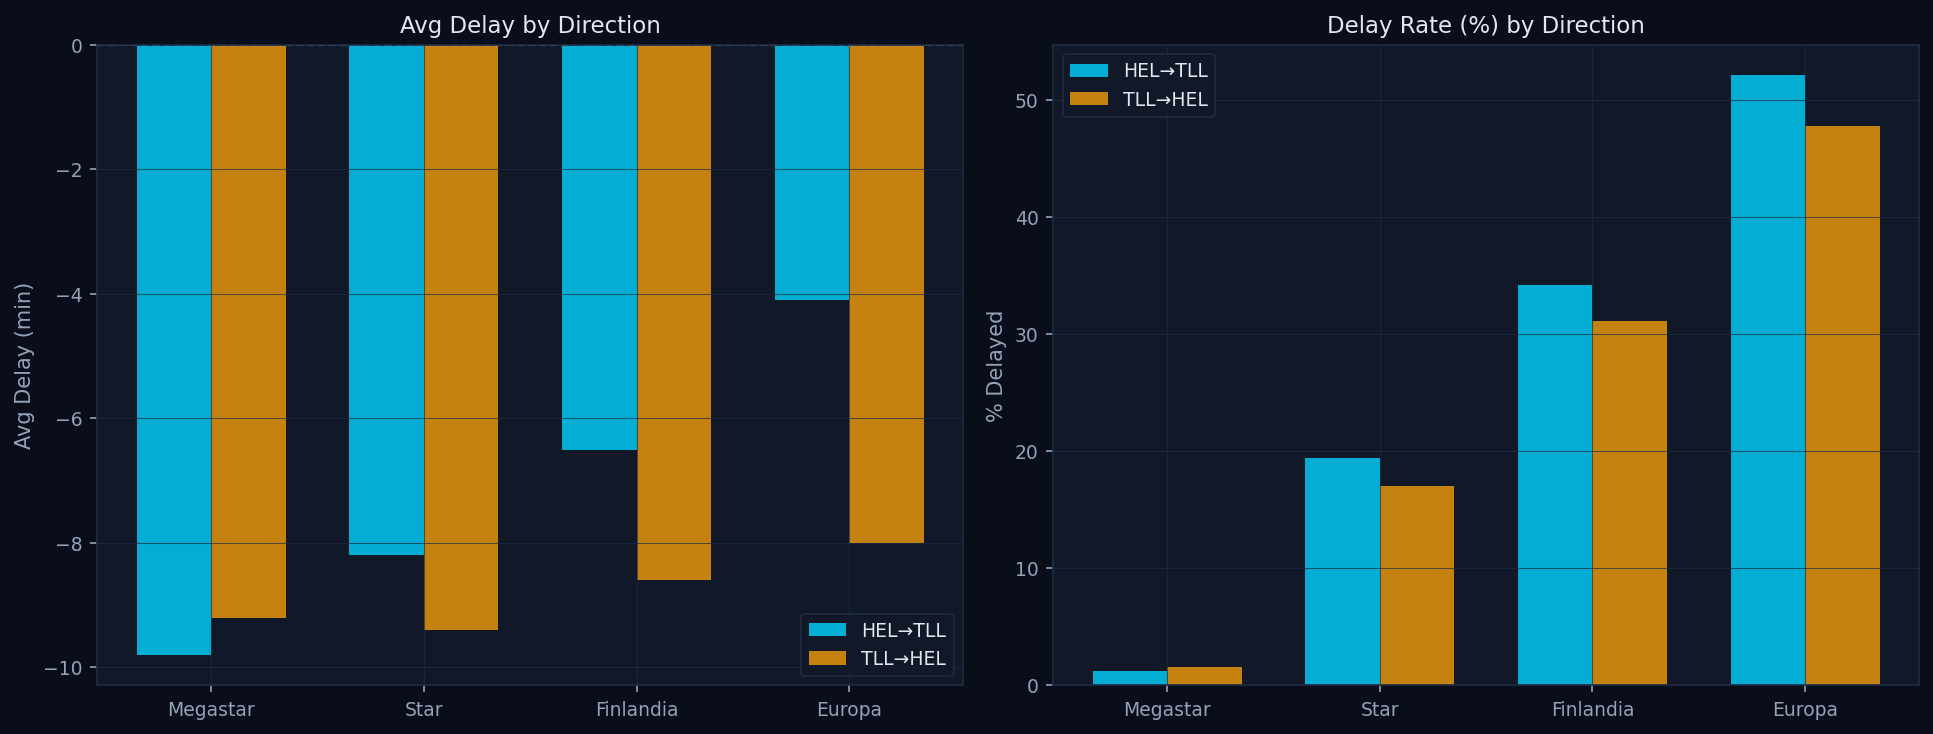 Avg Delay by Direction
Avg Delay (min)
0
−2
−4
−6
−8
−10
HEL→TLL
TLL→HEL
Megastar
Star
Finlandia
Europa
Delay Rate (%) by Direction
HEL→TLL
TLL→HEL
% Delayed
50
40
30
20
10
0
Megastar
Star
Finlandia
Europa